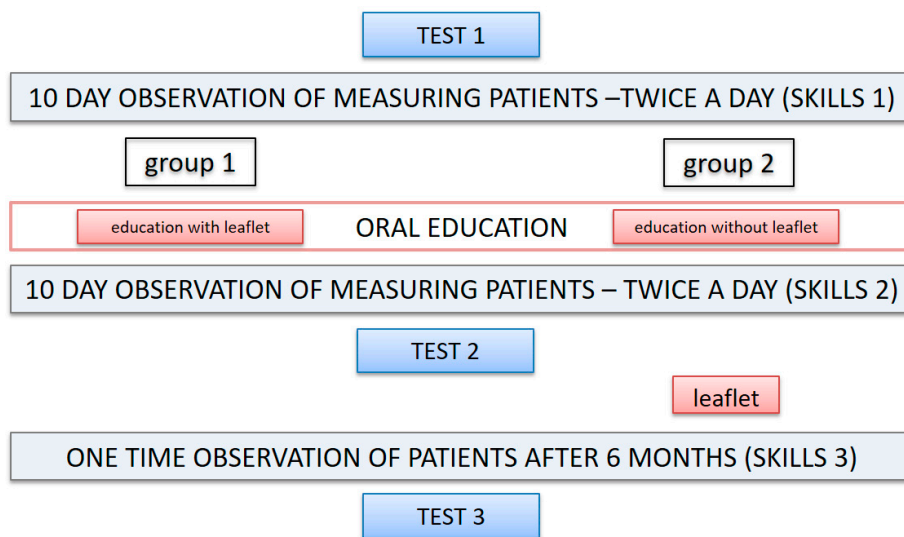 TEST 1
10 DAY OBSERVATION OF MEASURING PATIENTS –TWICE A DAY (SKILLS 1)
group 1
group 2
education with leaflet
ORAL EDUCATION
education without leaflet
10 DAY OBSERVATION OF MEASURING PATIENTS – TWICE A DAY (SKILLS 2)
TEST 2
leaflet
ONE TIME OBSERVATION OF PATIENTS AFTER 6 MONTHS (SKILLS 3)
TEST 3